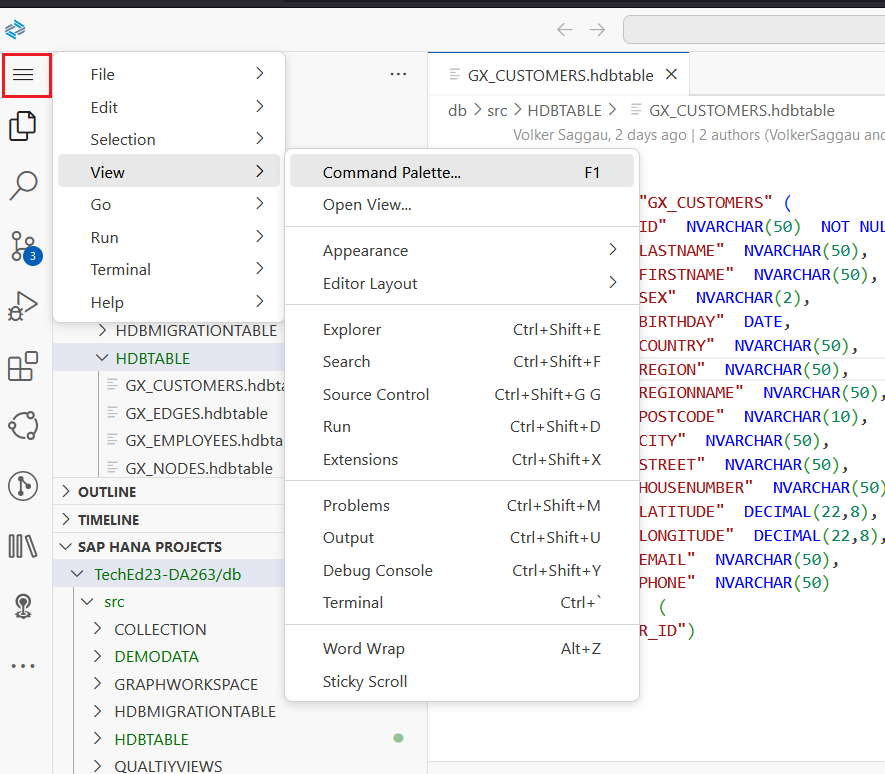 File
Edit
Selection
View
Go
Run
Terminal
Help
Command Palette... F1
Open View...
Appearance
Editor Layout
Explorer Ctrl+Shift+E
Search Ctrl+Shift+F
Source Control Ctrl+Shift+G G
Run Ctrl+Shift+D
Extensions Ctrl+Shift+X
Problems Ctrl+Shift+M
Output Ctrl+Shift+U
Debug Console Ctrl+Shift+Y
Terminal Ctrl+`
Word Wrap Alt+Z
Sticky Scroll
3
HDBMIGRATIONTABLE
HDBTABLE
GX_CUSTOMERS.hdbta
GX_EDGES.hdbtable
GX_EMPLOYEES.hdbta
GX_NODES.hdbtable
OUTLINE
TIMELINE
SAP HANA PROJECTS
TechEd23-DA263/db
src
COLLECTION
DEMODATA
GRAPHWORKSPACE
HDBMIGRATIONTABLE
HDBTABLE
QUALTIYVIEWS
GX_CUSTOMERS.hdbtable
db > src > HDBTABLE > GX_CUSTOMERS.hdbtable
Volker Saggau, 2 days ago | 2 authors (VolkerSaggau and
"GX_CUSTOMERS" (
ID" NVARCHAR(50) NOT NUL
LASTNAME" NVARCHAR(50),
FIRSTNAME" NVARCHAR(50),
SEX" NVARCHAR(2),
BIRTHDAY" DATE,
COUNTRY" NVARCHAR(50),
REGION" NVARCHAR(50),
REGIONNAME" NVARCHAR(50),
POSTCODE" NVARCHAR(10),
CITY" NVARCHAR(50),
STREET" NVARCHAR(50),
HOUSENUMBER" NVARCHAR(50)
LATITUDE" DECIMAL(22,8),
LONGITUDE" DECIMAL(22,8),
EMAIL" NVARCHAR(50),
PHONE" NVARCHAR(50)
(
R_ID")